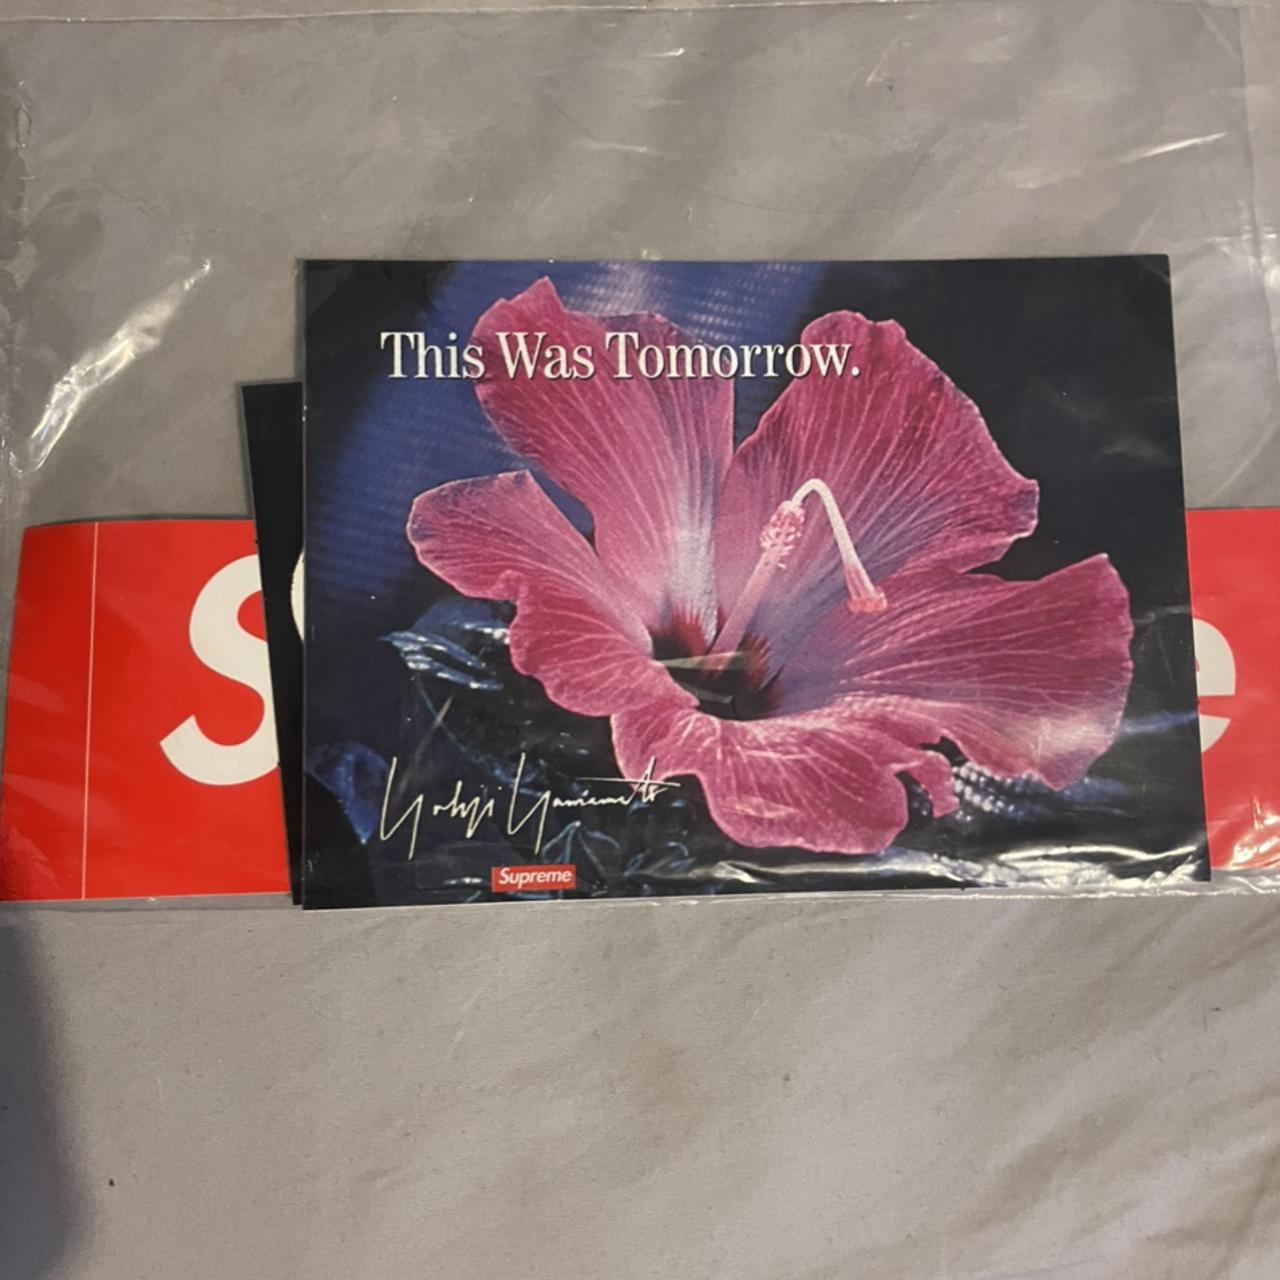 This Was Tomorrow.
Yohji Yamamoto
Supreme